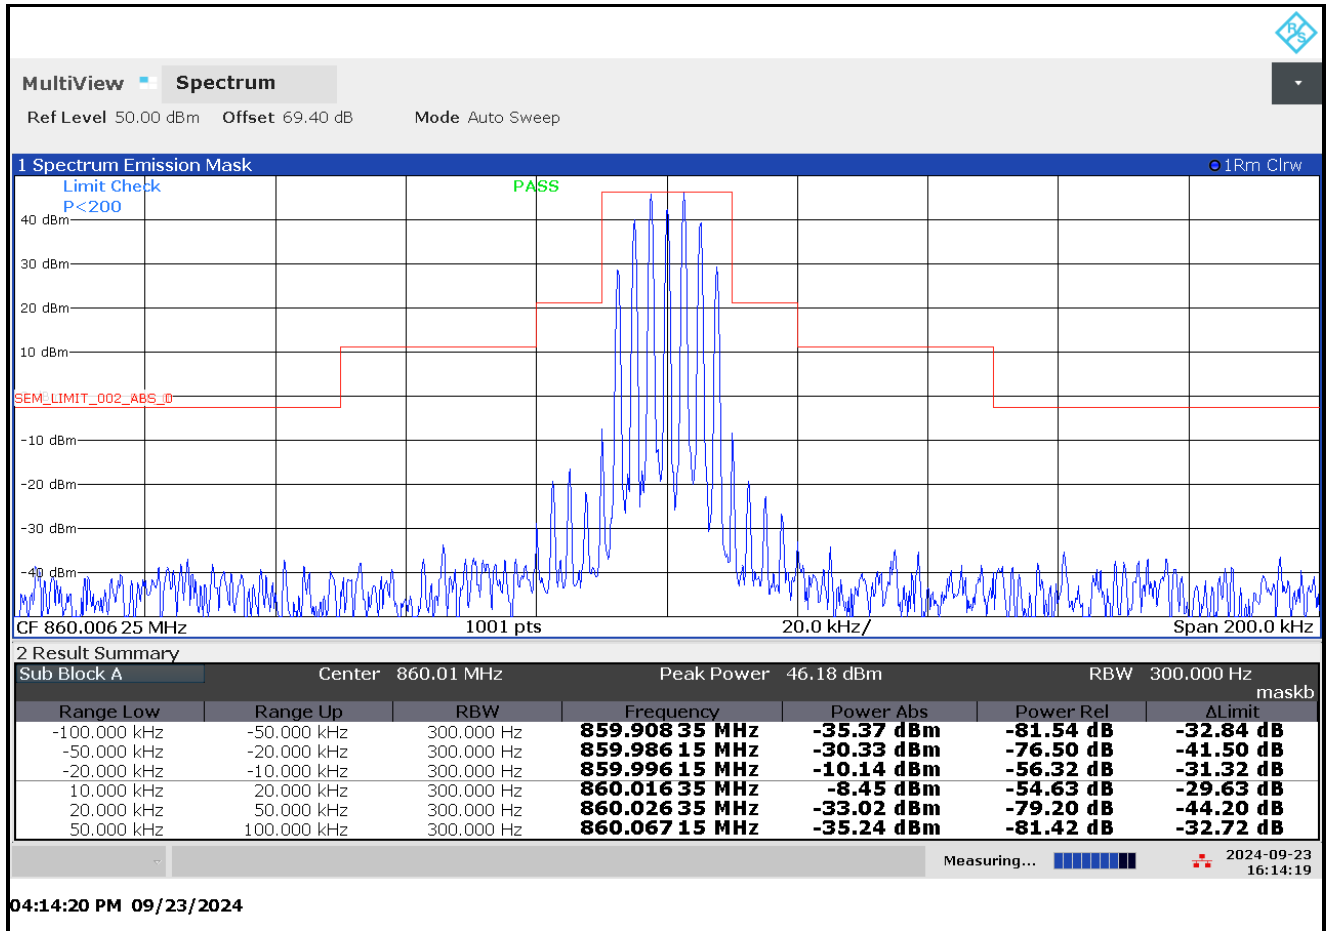 R&S
MultiView Spectrum
Ref Level 50.00 dBm Offset 69.40 dB Mode Auto Sweep
1 Spectrum Emission Mask 1Rm Clrw
Limit Check PASS
P<200
40 dBm
30 dBm
20 dBm
10 dBm
SEM_LIMIT_002_ABS_0
-10 dBm
-20 dBm
-30 dBm
-40 dBm
CF 860.006 25 MHz 1001 pts 20.0 kHz/ Span 200.0 kHz
2 Result Summary
Sub Block A Center 860.01 MHz Peak Power 46.18 dBm RBW 300.000 Hz
maskb
Range Low Range Up RBW Frequency Power Abs Power Rel ΔLimit
-100.000 kHz -50.000 kHz 300.000 Hz 859.908 35 MHz -35.37 dBm -81.54 dB -32.84 dB
-50.000 kHz -20.000 kHz 300.000 Hz 859.986 15 MHz -30.33 dBm -76.50 dB -41.50 dB
-20.000 kHz -10.000 kHz 300.000 Hz 859.996 15 MHz -10.14 dBm -56.32 dB -31.32 dB
10.000 kHz 20.000 kHz 300.000 Hz 860.016 35 MHz -8.45 dBm -54.63 dB -29.63 dB
20.000 kHz 50.000 kHz 300.000 Hz 860.026 35 MHz -33.02 dBm -79.20 dB -44.20 dB
50.000 kHz 100.000 kHz 300.000 Hz 860.067 15 MHz -35.24 dBm -81.42 dB -32.72 dB
Measuring... 2024-09-23
16:14:19
04:14:20 PM 09/23/2024